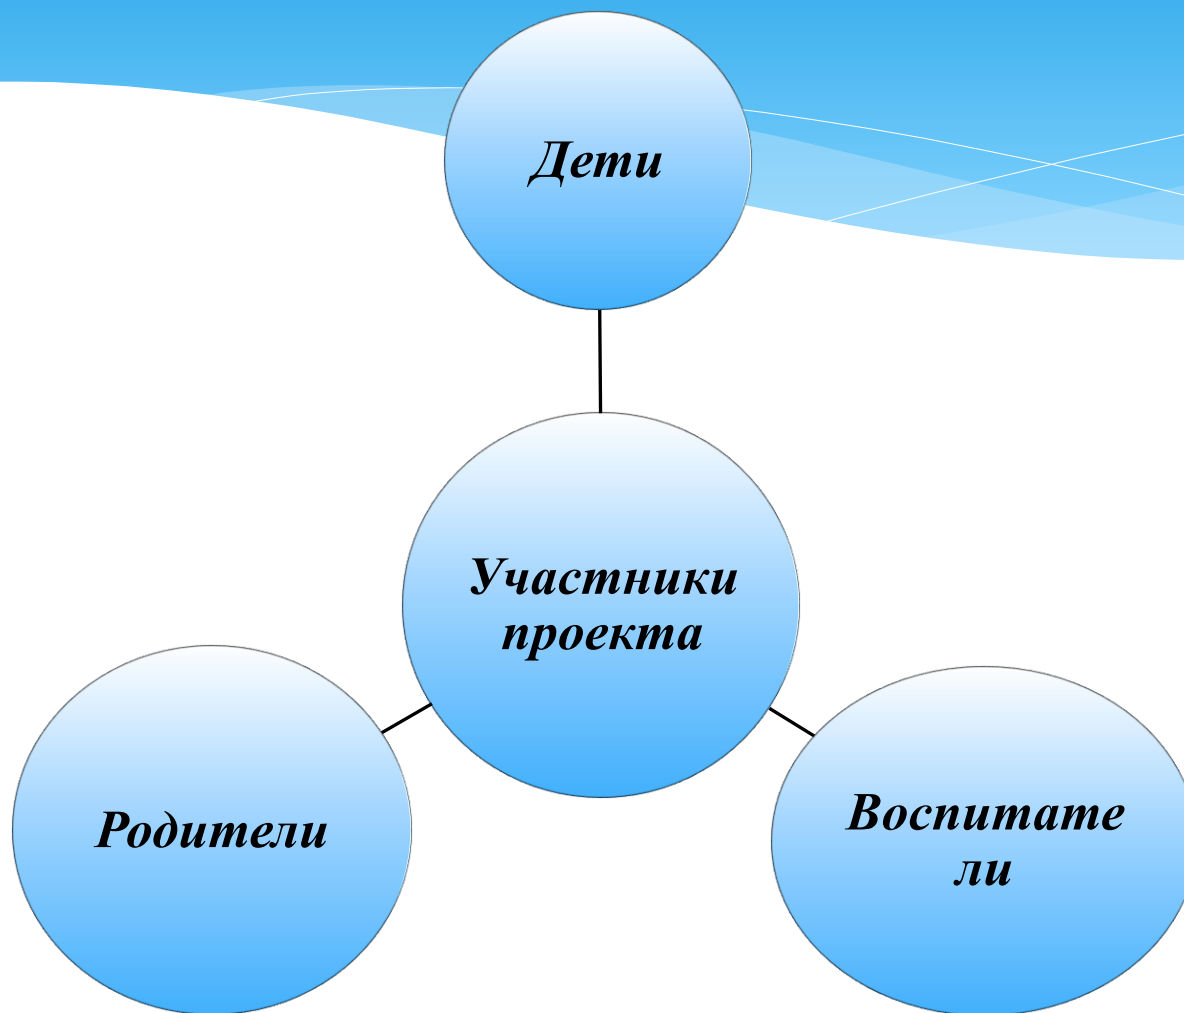 Дети
Участники
проекта
Родители
Воспитате
ли